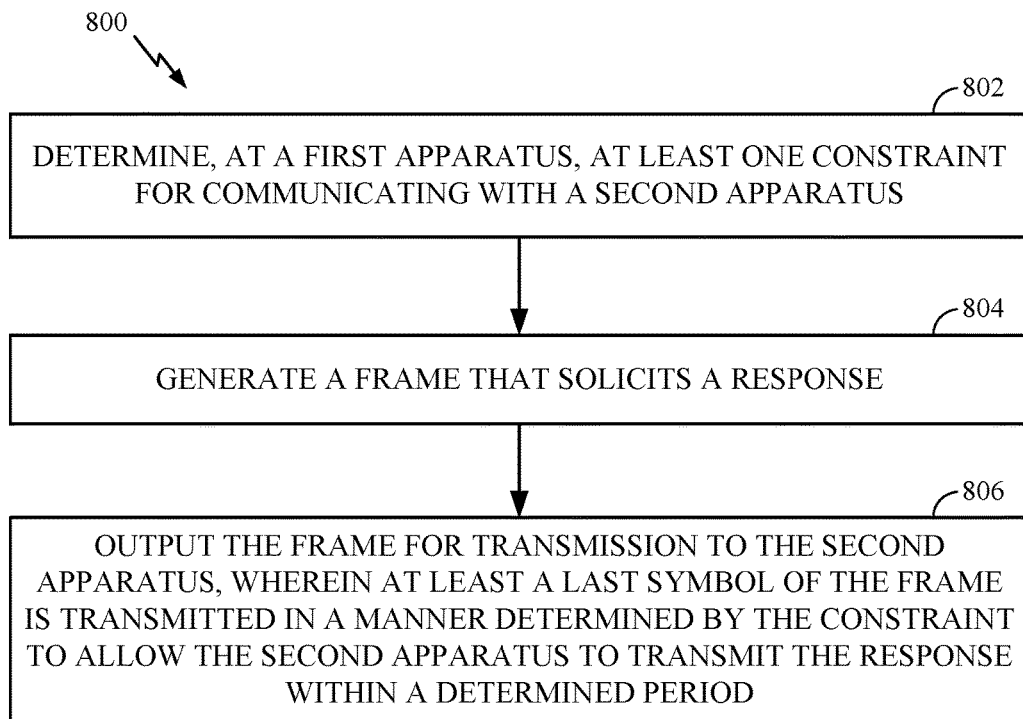 800
802
DETERMINE, AT A FIRST APPARATUS, AT LEAST ONE CONSTRAINT
FOR COMMUNICATING WITH A SECOND APPARATUS
804
GENERATE A FRAME THAT SOLICITS A RESPONSE
806
OUTPUT THE FRAME FOR TRANSMISSION TO THE SECOND
APPARATUS, WHEREIN AT LEAST A LAST SYMBOL OF THE FRAME
IS TRANSMITTED IN A MANNER DETERMINED BY THE CONSTRAINT
TO ALLOW THE SECOND APPARATUS TO TRANSMIT THE RESPONSE
WITHIN A DETERMINED PERIOD